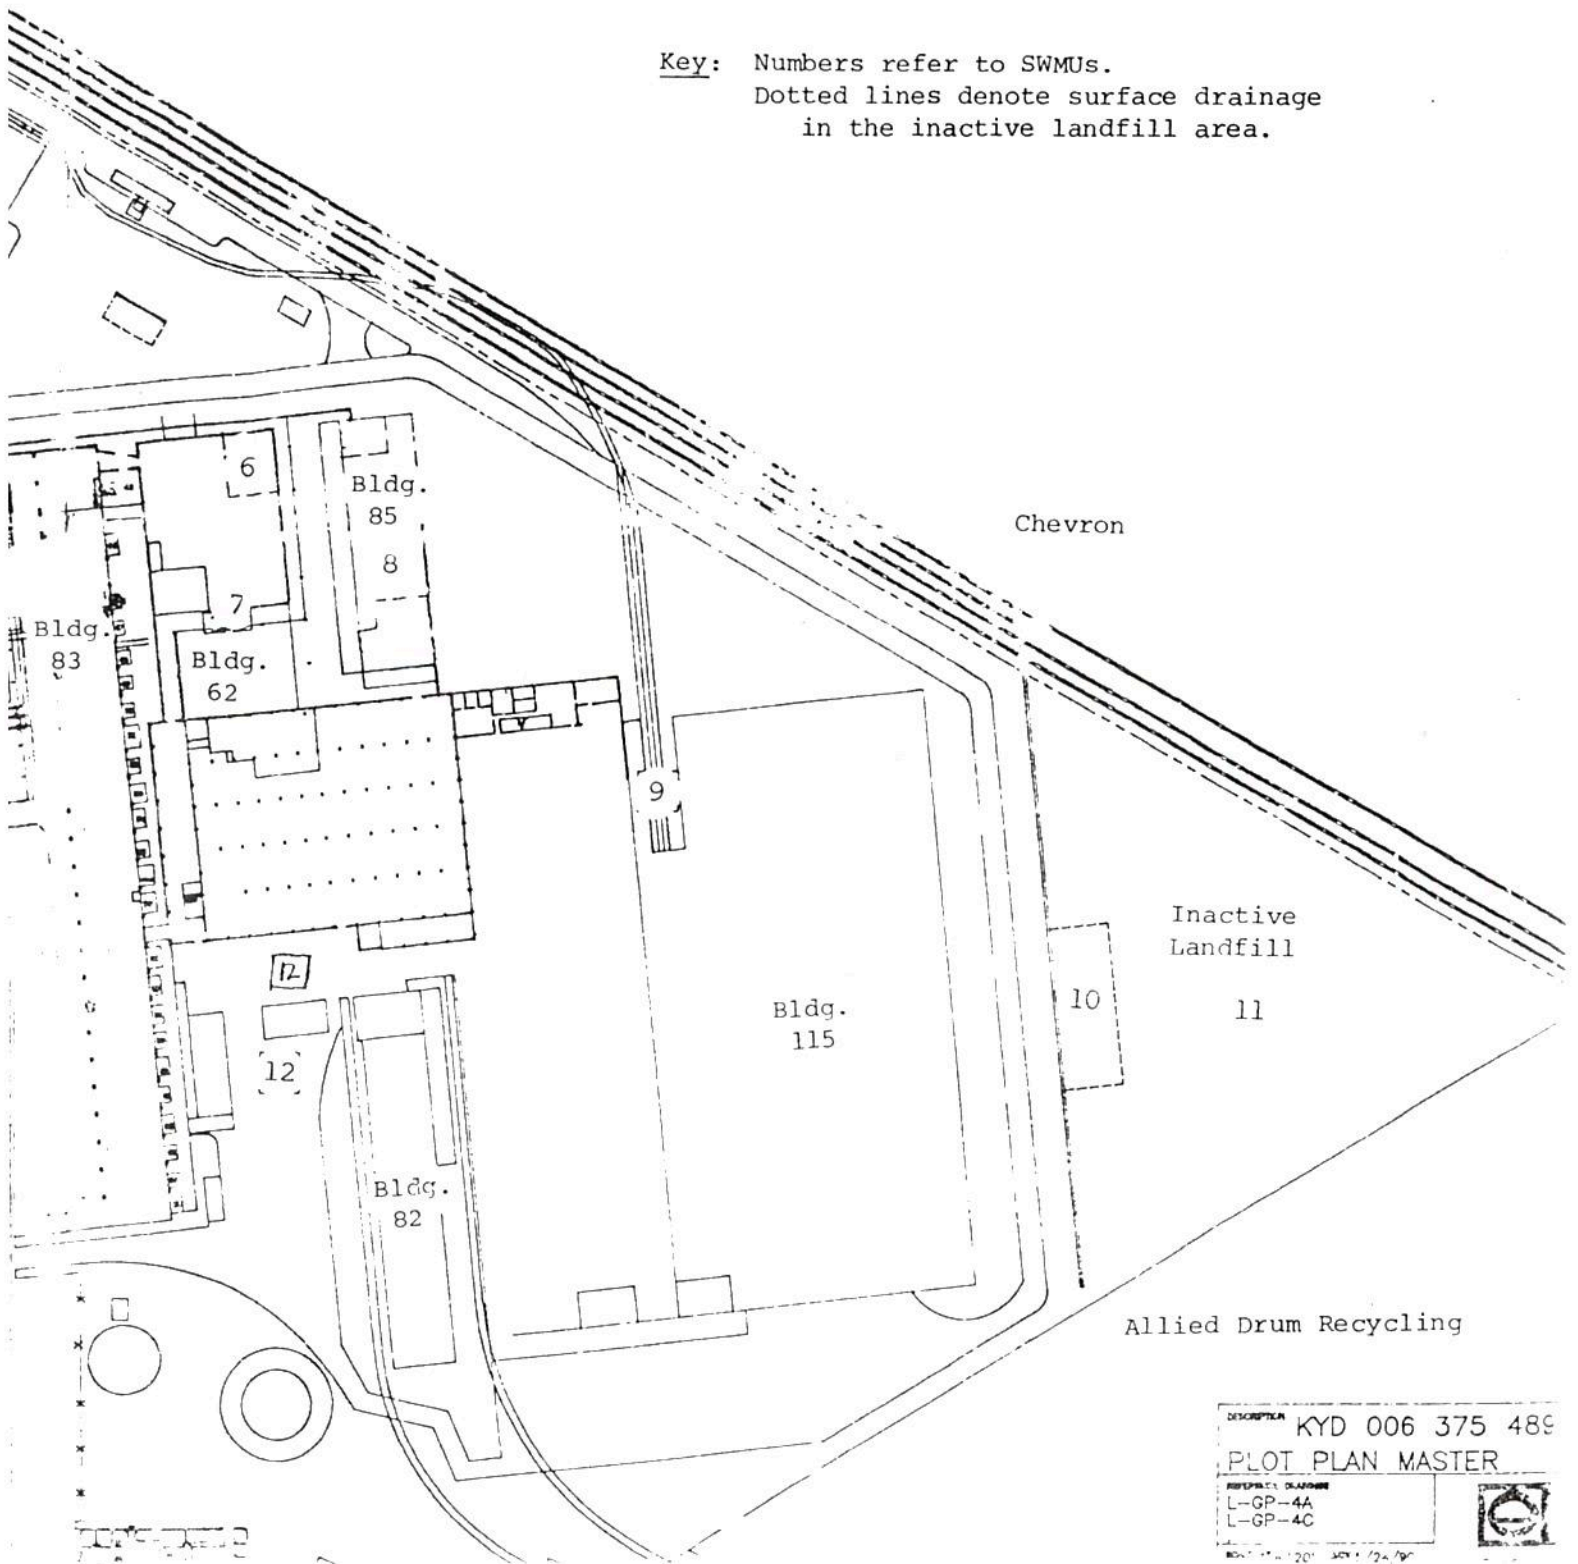 Key: Numbers refer to SWMUs.
Dotted lines denote surface drainage
in the inactive landfill area.
6
Bldg.
85
8
Chevron
7
Bldg.
83
Bldg.
62
9
Inactive
Landfill
10
11
12
Bldg.
115
12
Bldg.
82
Allied Drum Recycling
DESCRIPTION KYD 006 375 489
PLOT PLAN MASTER
L-GP-4A
L-GP-4C